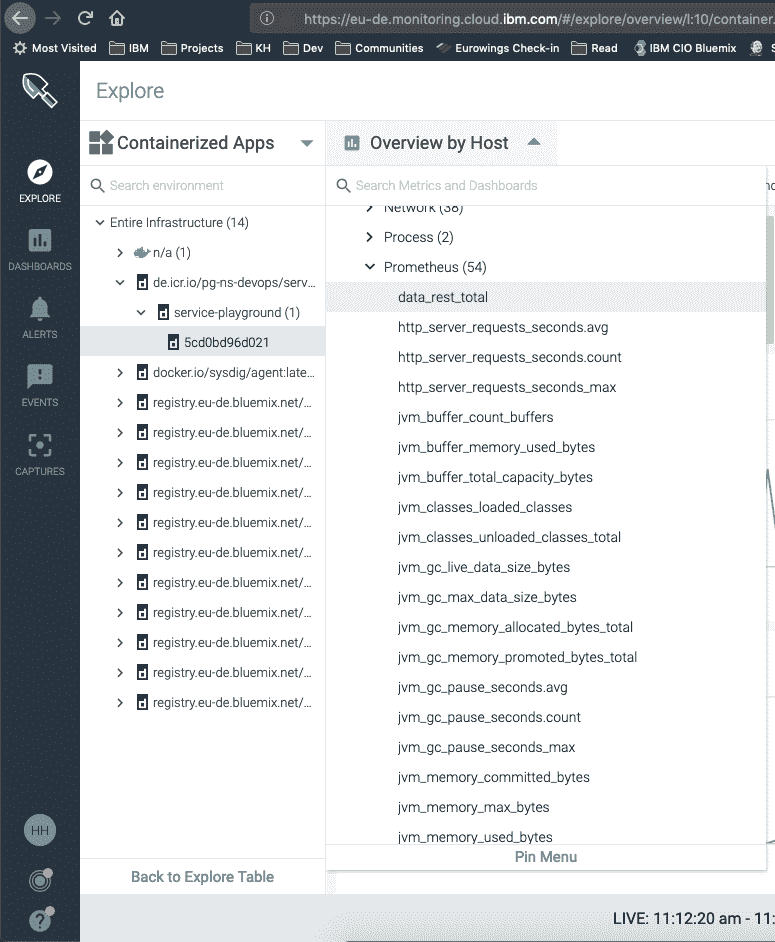 https://eu-de.monitoring.cloud.ibm.com/#/explore/overview/l:10/container.
Most Visited IBM Projects KH Dev Communities Eurowings Check-in Read IBM CIO Bluemix S
Explore
Containerized Apps
Overview by Host
Search environment
Search Metrics and Dashboards
EXPLORE
DASHBOARDS
ALERTS
EVENTS
CAPTURES
HH
Entire Infrastructure (14)
n/a (1)
de.icr.io/pg-ns-devops/serv...
service-playground (1)
5cd0bd96d021
docker.io/sysdig/agent:late...
registry.eu-de.bluemix.net/...
registry.eu-de.bluemix.net/...
registry.eu-de.bluemix.net/...
registry.eu-de.bluemix.net/...
registry.eu-de.bluemix.net/...
registry.eu-de.bluemix.net/...
registry.eu-de.bluemix.net/...
registry.eu-de.bluemix.net/...
registry.eu-de.bluemix.net/...
registry.eu-de.bluemix.net/...
registry.eu-de.bluemix.net/...
Back to Explore Table
Network (38)
Process (2)
Prometheus (54)
data_rest_total
http_server_requests_seconds.avg
http_server_requests_seconds.count
http_server_requests_seconds_max
jvm_buffer_count_buffers
jvm_buffer_memory_used_bytes
jvm_buffer_total_capacity_bytes
jvm_classes_loaded_classes
jvm_classes_unloaded_classes_total
jvm_gc_live_data_size_bytes
jvm_gc_max_data_size_bytes
jvm_gc_memory_allocated_bytes_total
jvm_gc_memory_promoted_bytes_total
jvm_gc_pause_seconds.avg
jvm_gc_pause_seconds.count
jvm_gc_pause_seconds_max
jvm_memory_committed_bytes
jvm_memory_max_bytes
jvm_memory_used_bytes
Pin Menu
LIVE: 11:12:20 am - 11: